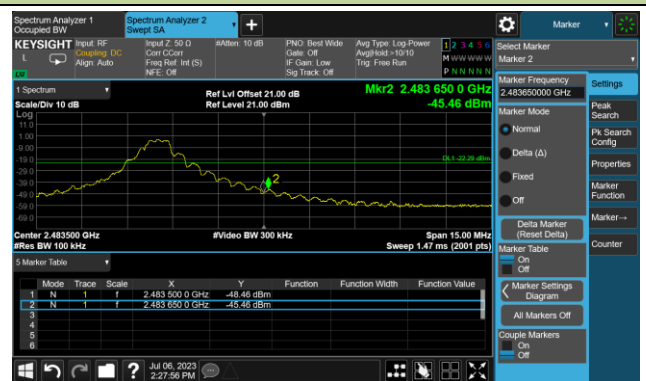 Spectrum Analyzer 1
Occupied BW
Spectrum Analyzer 2
Swept SA
+
Marker
KEYSIGHT
L
LW
Input: RF
Coupling: DC
Align: Auto
Input Z: 50 Ω
Corr CCorr
Freq Ref: Int (S)
NFE: Off
#Atten: 10 dB
PNO: Best Wide
Gate: Off
IF Gain: Low
Sig Track: Off
Avg Type: Log-Power
Avg|Hold:>10/10
Trig: Free Run
1 2 3 4 5 6
M W W W W W
P N N N N N
Select Marker
Marker 2
Marker Frequency
2.483650000 GHz
Marker Mode
Normal
Delta (Δ)
Fixed
Off
Delta Marker
(Reset Delta)
Marker Table
On
Off
Marker Settings
Diagram
All Markers Off
Couple Markers
On
Off
Settings
Peak
Search
Pk Search
Config
Properties
Marker
Function
Marker→
Counter
1 Spectrum
Scale/Div 10 dB
Log
Ref Lvl Offset 21.00 dB
Ref Level 21.00 dBm
Mkr2 2.483 650 0 GHz
-45.46 dBm
11.0
1.00
-9.00
-19.0
-29.0
-39.0
-49.0
-59.0
-69.0
DL1 -22.29 dBm
2
Center 2.483500 GHz
#Res BW 100 kHz
#Video BW 300 kHz
Span 15.00 MHz
Sweep 1.47 ms (2001 pts)
5 Marker Table
Mode Trace Scale X Y Function Function Width Function Value
1 N 1 f 2.483 500 0 GHz -48.46 dBm
2 N 1 f 2.483 650 0 GHz -45.46 dBm
3
4
5
6
?
Jul 06, 2023
2:27:56 PM